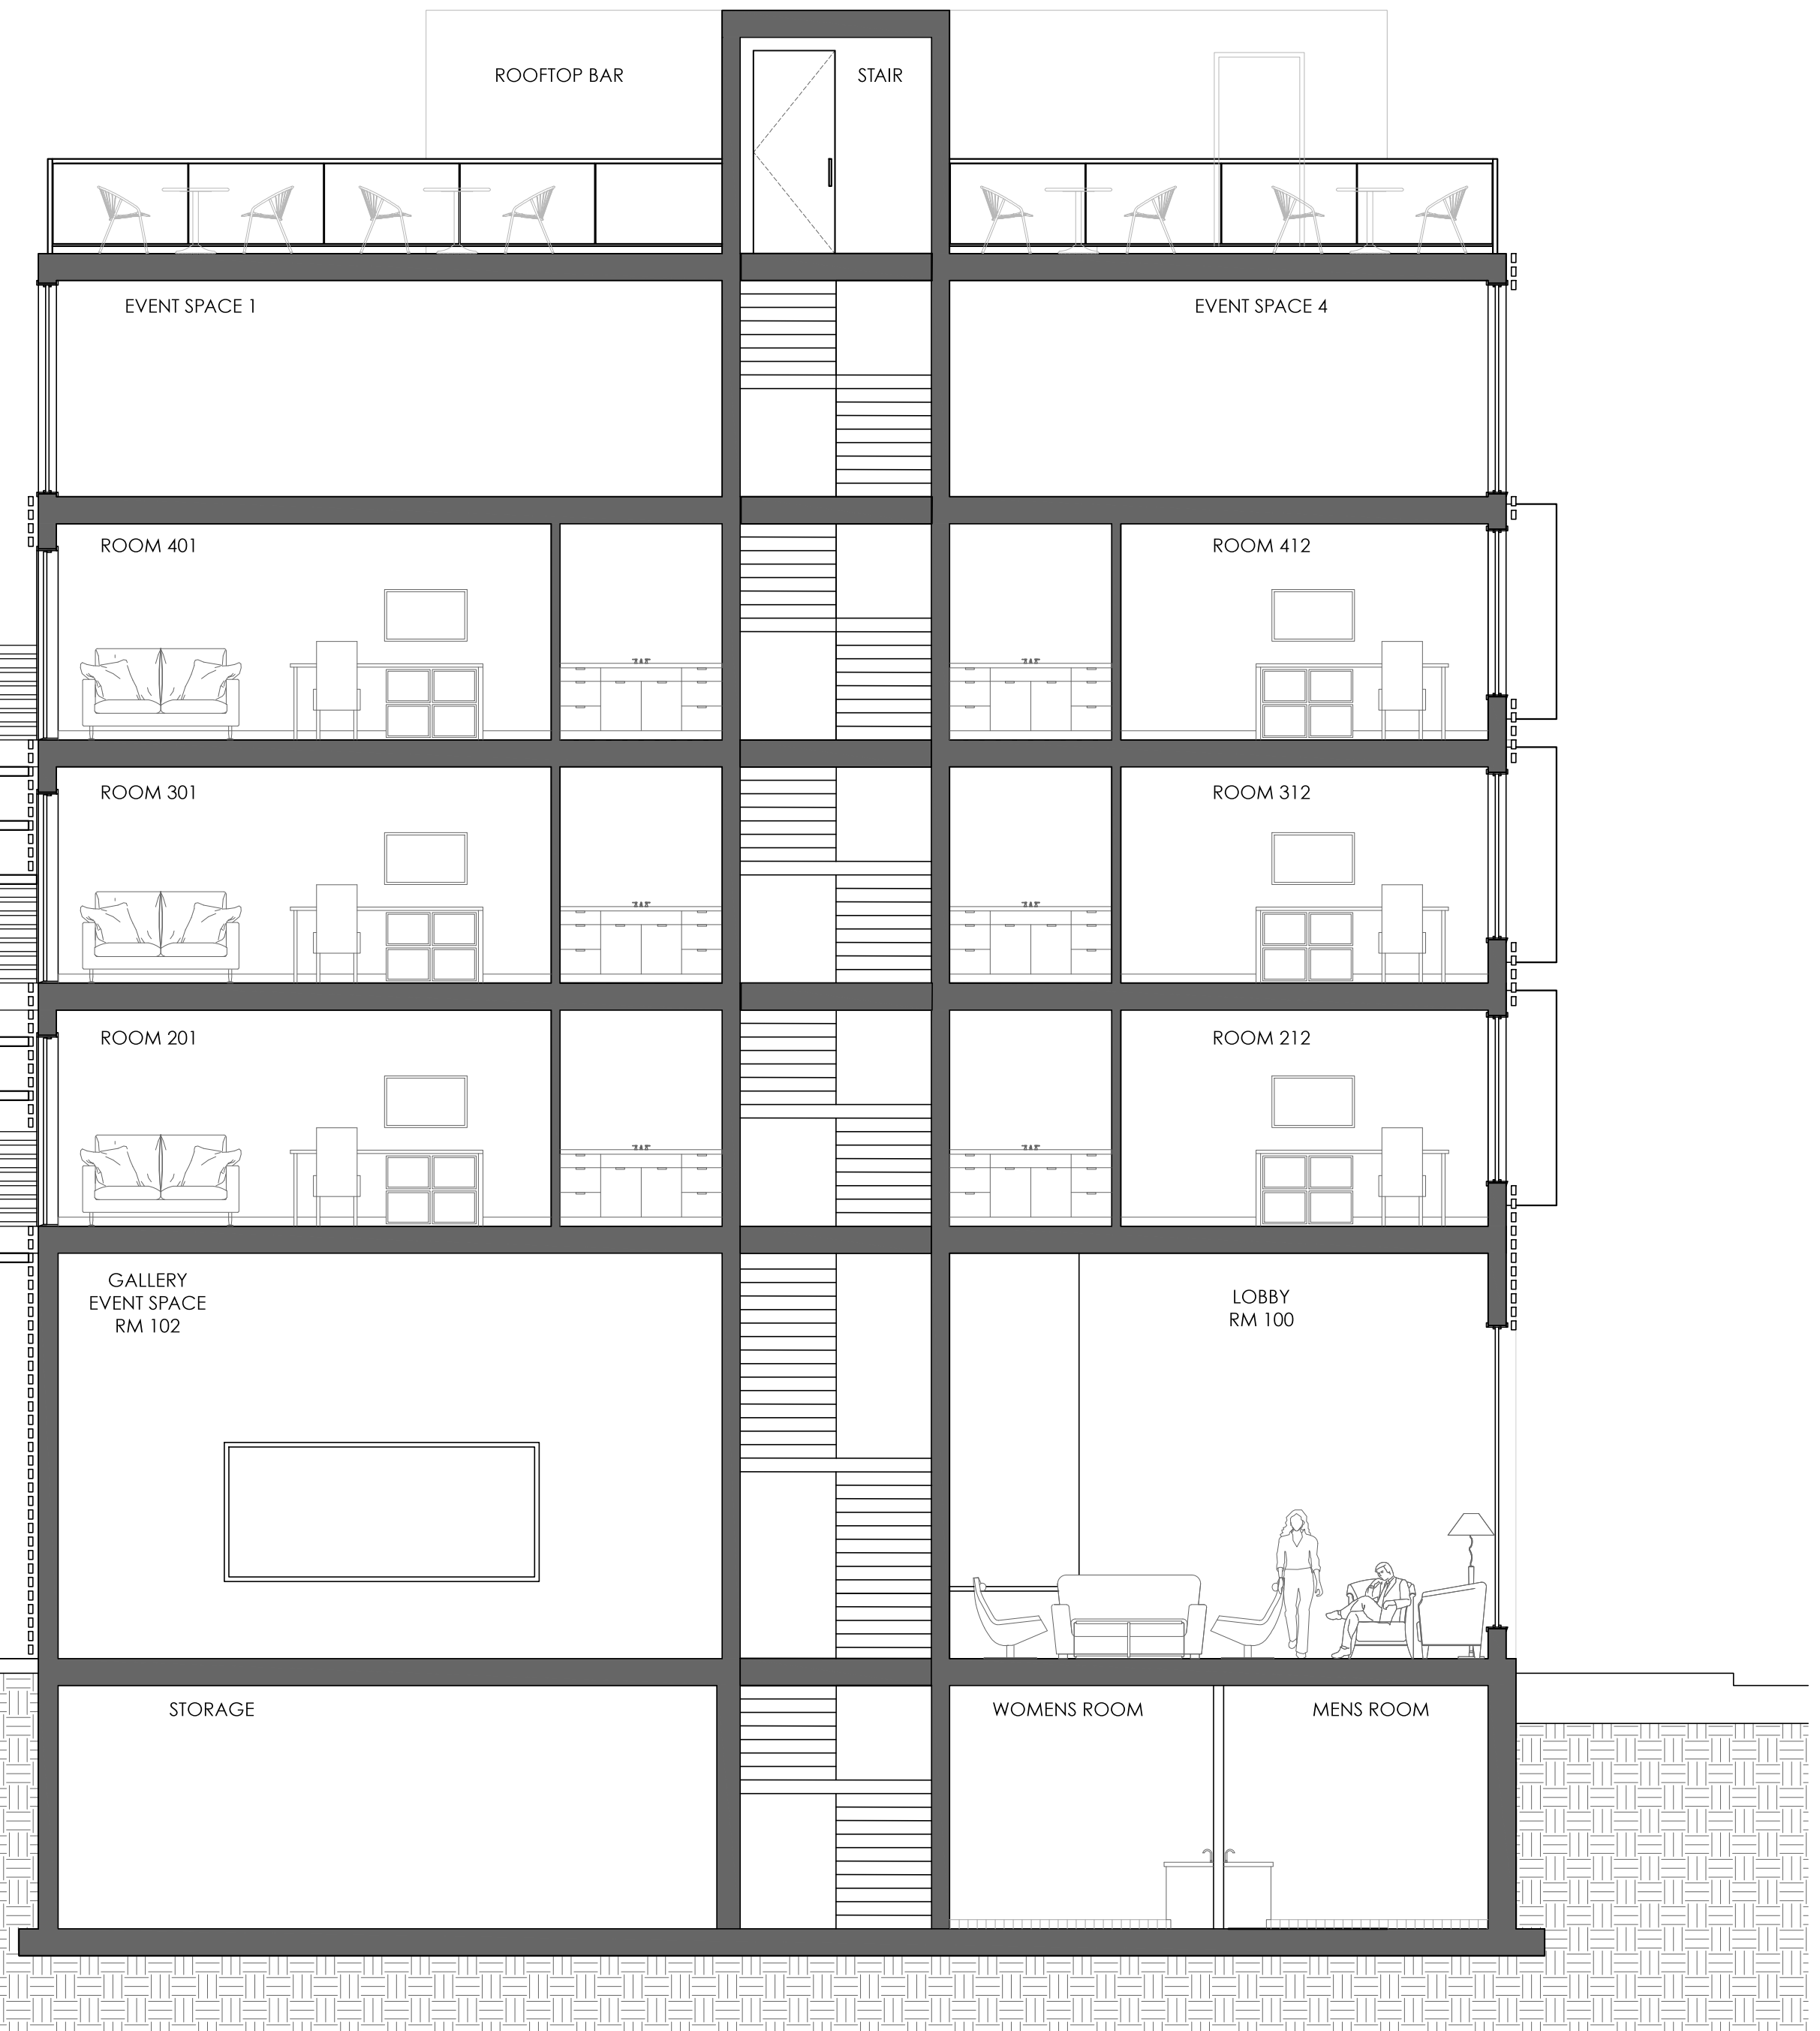 ROOFTOP BAR
STAIR
EVENT SPACE 1
EVENT SPACE 4
ROOM 401
ROOM 412
ROOM 301
ROOM 312
ROOM 201
ROOM 212
GALLERY
EVENT SPACE
RM 102
LOBBY
RM 100
STORAGE
WOMENS ROOM
MENS ROOM